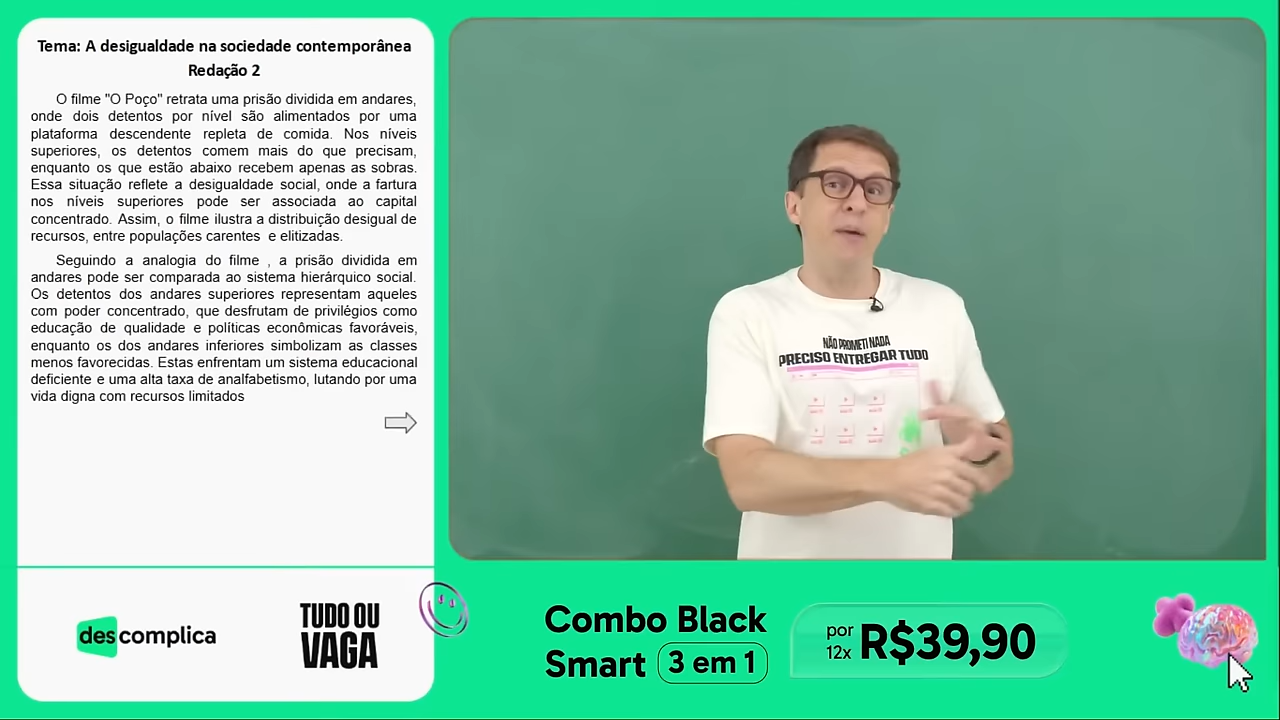 Tema: A desigualdade na sociedade contemporânea
Redação 2
O filme "O Poço" retrata uma prisão dividida em andares,
onde dois detentos por nível são alimentados por uma
plataforma descendente repleta de comida. Nos níveis
superiores, os detentos comem mais do que precisam,
enquanto os que estão abaixo recebem apenas as sobras.
Essa situação reflete a desigualdade social, onde a fartura
nos níveis superiores pode ser associada ao capital
concentrado. Assim, o filme ilustra a distribuição desigual de
recursos, entre populações carentes e elitizadas.
Seguindo a analogia do filme , a prisão dividida em
andares pode ser comparada ao sistema hierárquico social.
Os detentos dos andares superiores representam aqueles
com poder concentrado, que desfrutam de privilégios como
educação de qualidade e políticas econômicas favoráveis,
enquanto os dos andares inferiores simbolizam as classes
menos favorecidas. Estas enfrentam um sistema educacional
deficiente e uma alta taxa de analfabetismo, lutando por uma
vida digna com recursos limitados
NÃO PROMETI NADA
PRECISO ENTREGAR TUDO
descomplica
TUDO OU
VAGA
Combo Black
Smart 3 em 1
por
12x R$39,90